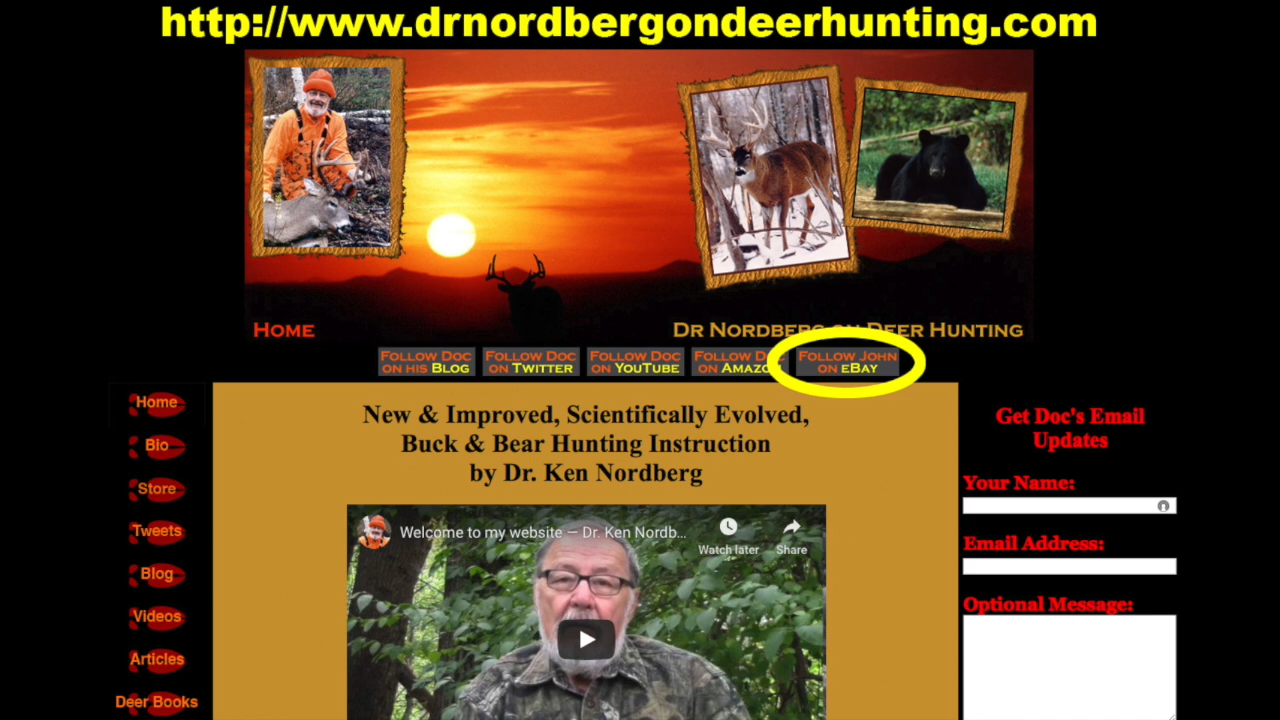 http://www.drnordbergondeerhunting.com
Home
Dr Nordberg on Deer Hunting
Follow Doc
on his Blog
Follow Doc
on Twitter
Follow Doc
on YouTube
Follow Doc
on Amazon
Follow John
on eBay
Home
Bio
Store
Tweets
Blog
Videos
Articles
Deer Books
New & Improved, Scientifically Evolved,
Buck & Bear Hunting Instruction
by Dr. Ken Nordberg
Welcome to my website – Dr. Ken Nordb...
Watch later
Share
Get Doc's Email
Updates
Your Name:
Email Address:
Optional Message: